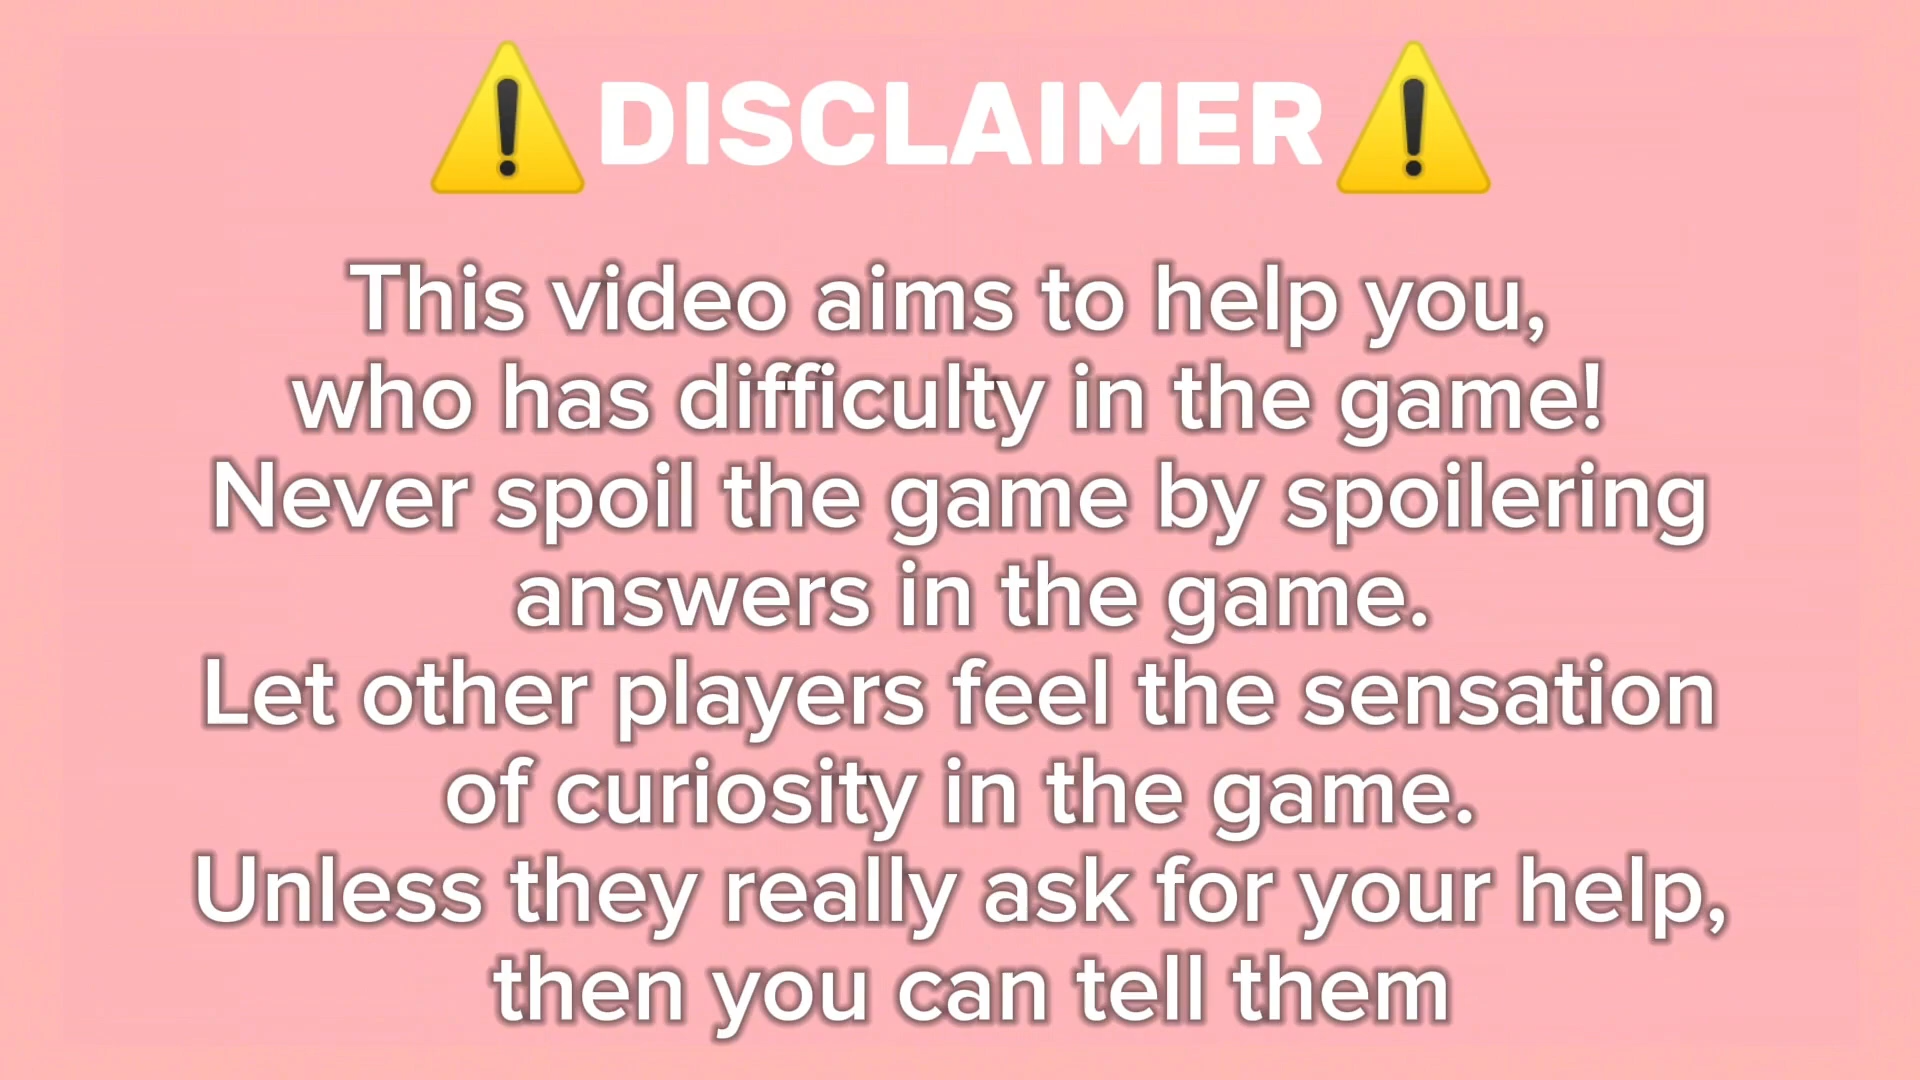 ⚠️DISCLAIMER⚠️
This video aims to help you,
who has difficulty in the game!
Never spoil the game by spoilering
answers in the game.
Let other players feel the sensation
of curiosity in the game.
Unless they really ask for your help,
then you can tell them